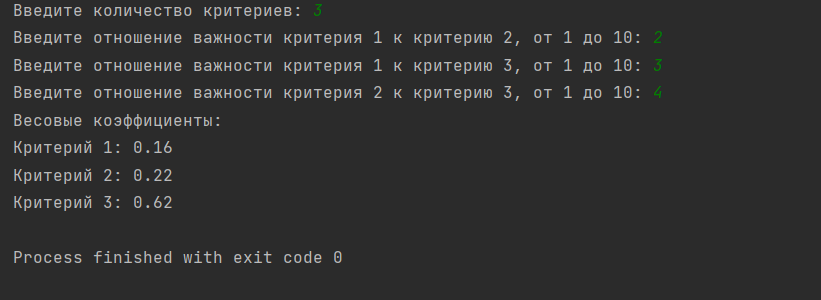 Введите количество критериев: 3
Введите отношение важности критерия 1 к критерию 2, от 1 до 10: 2
Введите отношение важности критерия 1 к критерию 3, от 1 до 10: 3
Введите отношение важности критерия 2 к критерию 3, от 1 до 10: 4
Весовые коэффициенты:
Критерий 1: 0.16
Критерий 2: 0.22
Критерий 3: 0.62
Process finished with exit code 0